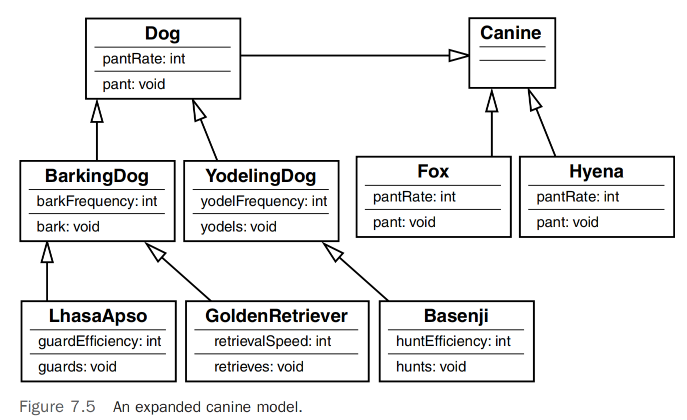 Dog
pantRate: int
pant: void
Canine
BarkingDog
barkFrequency: int
bark: void
YodelingDog
yodelFrequency: int
yodels: void
Fox
pantRate: int
pant: void
Hyena
pantRate: int
pant: void
LhasaApso
guardEfficiency: int
guards: void
GoldenRetriever
retrievalSpeed: int
retrieves: void
Basenji
huntEfficiency: int
hunts: void
Figure 7.5 An expanded canine model.